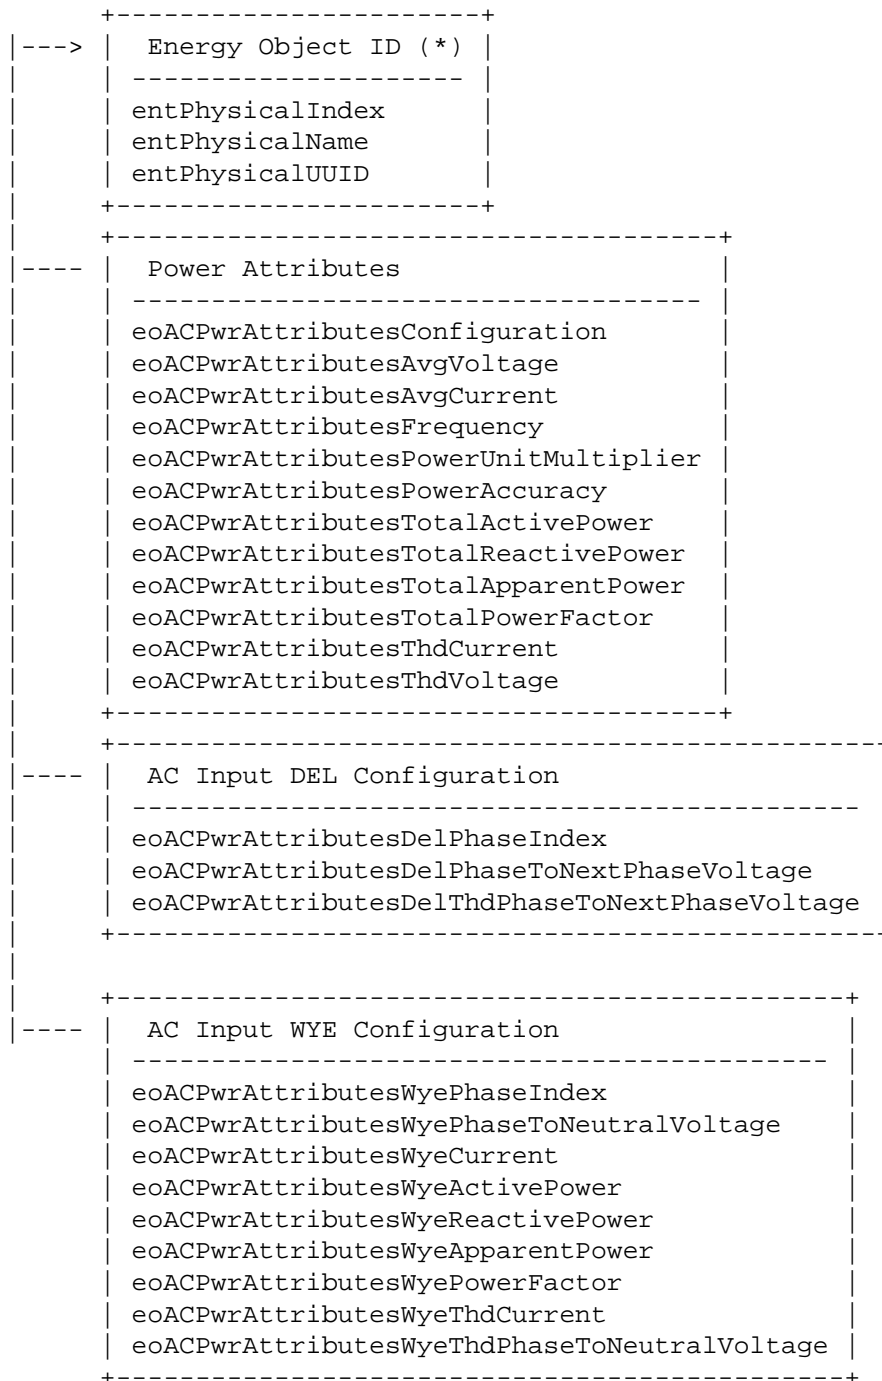 +-----------------------+
|---> |  Energy Object ID (*) |
|     | --------------------- |
|     | entPhysicalIndex      |
|     | entPhysicalName       |
|     | entPhysicalUUID       |
|     +-----------------------+
|     +--------------------------------------+
|---- |  Power Attributes                    |
|     | ------------------------------------ |
|     | eoACPwrAttributesConfiguration       |
|     | eoACPwrAttributesAvgVoltage          |
|     | eoACPwrAttributesAvgCurrent          |
|     | eoACPwrAttributesFrequency           |
|     | eoACPwrAttributesPowerUnitMultiplier |
|     | eoACPwrAttributesPowerAccuracy       |
|     | eoACPwrAttributesTotalActivePower    |
|     | eoACPwrAttributesTotalReactivePower  |
|     | eoACPwrAttributesTotalApparentPower  |
|     | eoACPwrAttributesTotalPowerFactor    |
|     | eoACPwrAttributesThdCurrent          |
|     | eoACPwrAttributesThdVoltage          |
|     +--------------------------------------+
|     +------------------------------------------------
|---- |  AC Input DEL Configuration
|     | ----------------------------------------------
|     | eoACPwrAttributesDelPhaseIndex
|     | eoACPwrAttributesDelPhaseToNextPhaseVoltage
|     | eoACPwrAttributesDelThdPhaseToNextPhaseVoltage
|     +------------------------------------------------
|
|     +----------------------------------------------+
|---- |  AC Input WYE Configuration                  |
      | -------------------------------------------- |
      | eoACPwrAttributesWyePhaseIndex               |
      | eoACPwrAttributesWyePhaseToNeutralVoltage    |
      | eoACPwrAttributesWyeCurrent                  |
      | eoACPwrAttributesWyeActivePower              |
      | eoACPwrAttributesWyeReactivePower            |
      | eoACPwrAttributesWyeApparentPower            |
      | eoACPwrAttributesWyePowerFactor              |
      | eoACPwrAttributesWyeThdCurrent               |
      | eoACPwrAttributesWyeThdPhaseToNeutralVoltage |
      +----------------------------------------------+